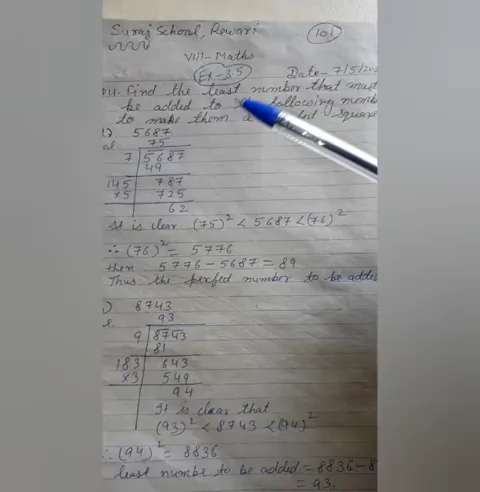 Suraj School, Rewari
101
VIII - Maths
Ex-3.5
Date- 7/5/20
Find the least number that must
be added to the following numb
to make them a square
5687
75
7 5687
49
145 787
×5 725
62
It is clear (75)² < 5687 < (76)²
∴ (76)² = 5776
then 5776 - 5687 = 89
Thus the perfect number to be added
) 8743
93
9 8743
81
183 643
×3 549
94
It is clear that
(93)² < 8743 < (94)²
∴ (94)² = 8836
least numbe to be added = 8836-8
= 93.